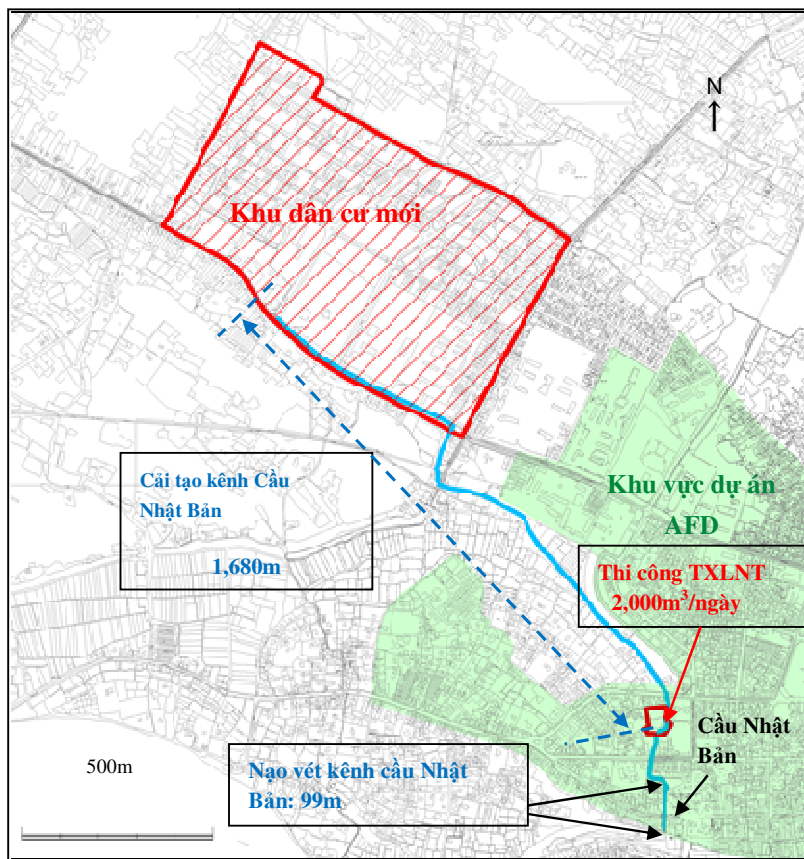 N
Khu dân cư mới
Cải tạo kênh Cầu
Nhật Bản
1,680m
Khu vực dự án
AFD
Thi công TXLNT
2,000m³/ngày
Cầu Nhật
Bản
500m
Nạo vét kênh cầu Nhật
Bản: 99m